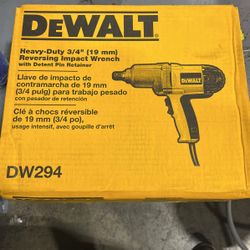 DEWALT
Heavy-Duty 3/4" (19 mm)
Reversing Impact Wrench
with Detent Pin Retainer
Llave de impacto de
contramarcha de 19 mm
(3/4 pulg) para trabajo pesado
con pasador de retención
Clé à chocs réversible
de 19 mm (3/4 po),
usage intensif, avec goupille d'arrêt
DEWALT
DW294